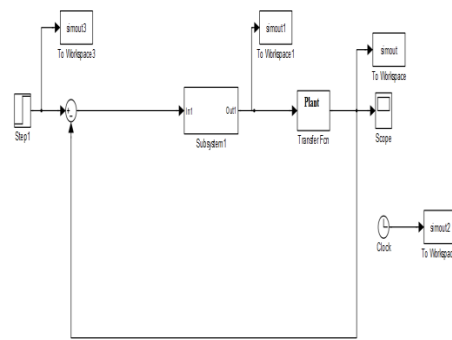 simout3
To Workspace3
simout1
To Workspace1
simout
To Workspace
Step1
In1
Out1
Subsystem1
Plant
Transfer Fcn
Scope
Clock
simout2
To Workspac